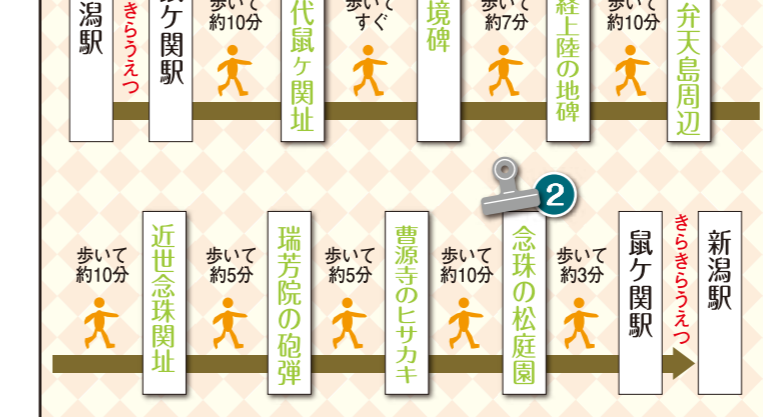 潟駅
きらうえつ
ケ関駅
歩いて
約10分
代鼠ヶ関址
歩いて
すぐ
境碑
歩いて
約7分
経上陸の地碑
歩いて
約10分
弁天島周辺
歩いて
約10分
近世念珠関址
歩いて
約5分
瑞芳院の砲弾
歩いて
約5分
曹源寺のヒサカキ
歩いて
約10分
2
念珠の松庭園
歩いて
約3分
鼠ケ関駅
きらきらうえつ
新潟駅